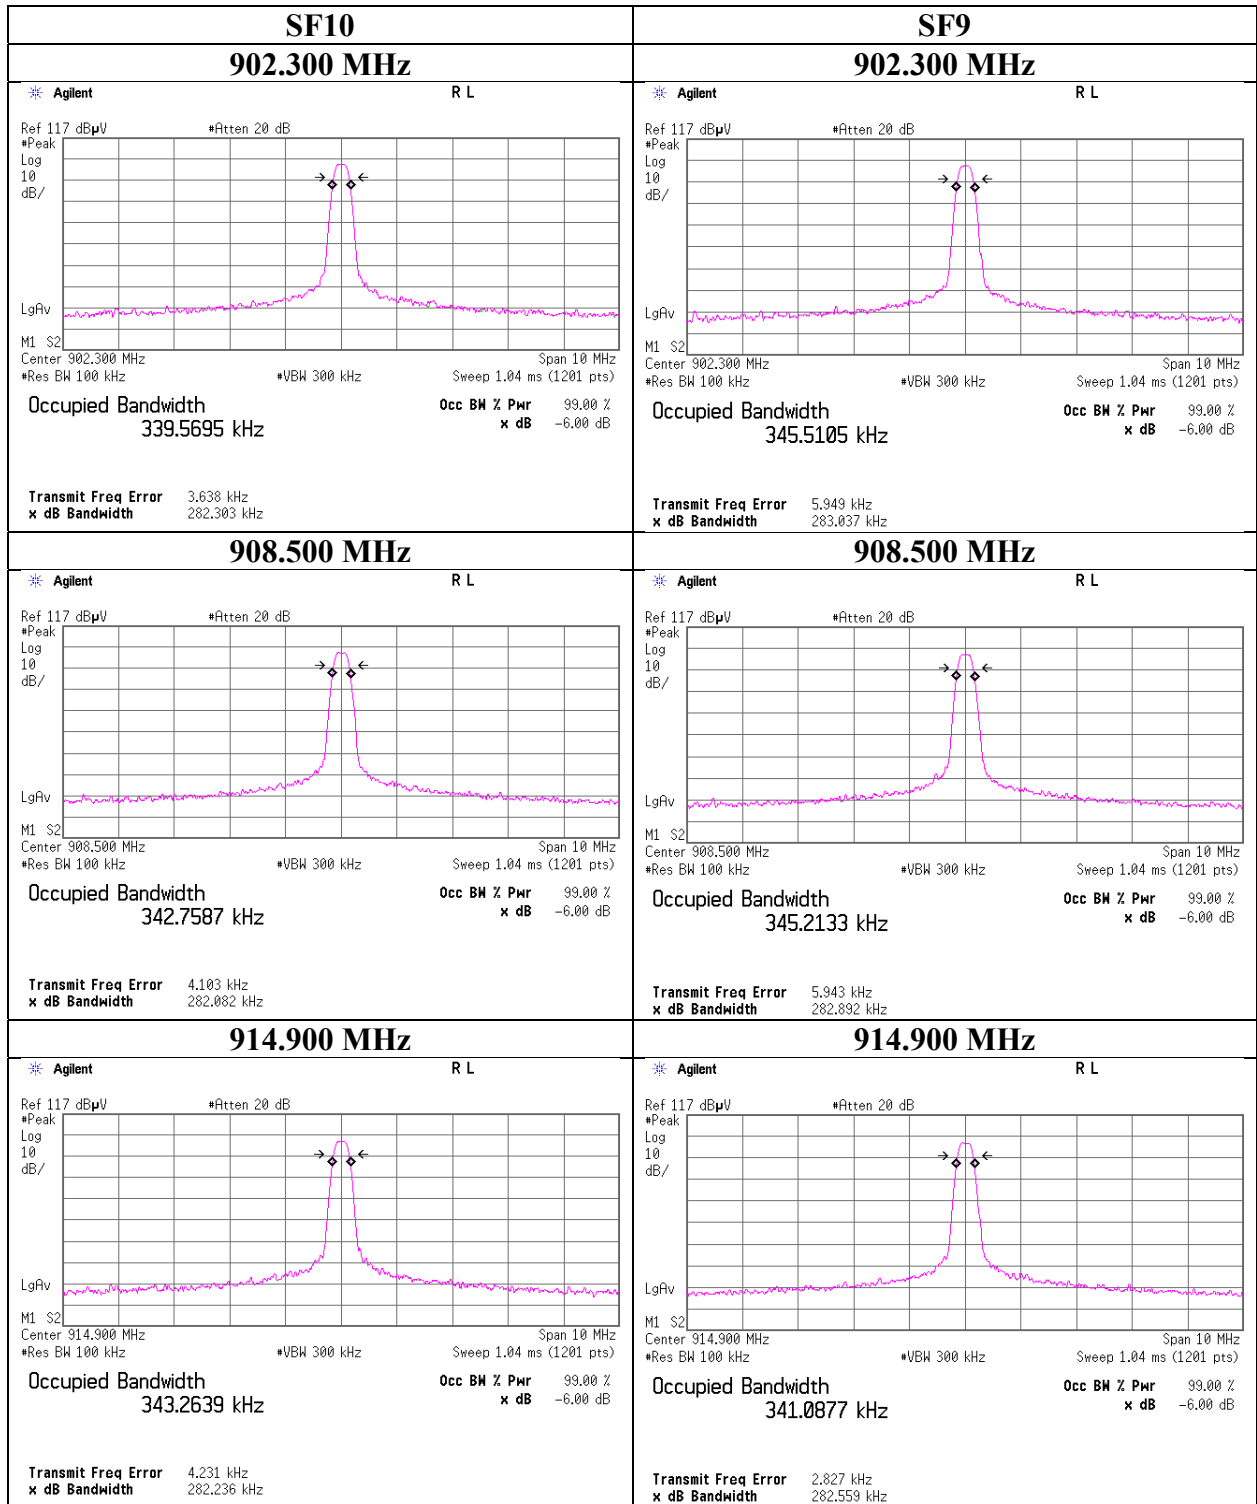 SF10
SF9
902.300 MHz
902.300 MHz
Agilent R L
Ref 117 dBµV #Atten 20 dB
#Peak
Log
10
dB/
LgAv
M1 S2
Center 902.300 MHz Span 10 MHz
#Res BW 100 kHz #VBW 300 kHz Sweep 1.04 ms (1201 pts)
Occupied Bandwidth Occ BW % Pwr 99.00 %
339.5695 kHz x dB -6.00 dB
Transmit Freq Error 3.638 kHz
x dB Bandwidth 282.303 kHz
Agilent R L
Ref 117 dBµV #Atten 20 dB
#Peak
Log
10
dB/
LgAv
M1 S2
Center 902.300 MHz Span 10 MHz
#Res BW 100 kHz #VBW 300 kHz Sweep 1.04 ms (1201 pts)
Occupied Bandwidth Occ BW % Pwr 99.00 %
345.5105 kHz x dB -6.00 dB
Transmit Freq Error 5.949 kHz
x dB Bandwidth 283.037 kHz
908.500 MHz
908.500 MHz
Agilent R L
Ref 117 dBµV #Atten 20 dB
#Peak
Log
10
dB/
LgAv
M1 S2
Center 908.500 MHz Span 10 MHz
#Res BW 100 kHz #VBW 300 kHz Sweep 1.04 ms (1201 pts)
Occupied Bandwidth Occ BW % Pwr 99.00 %
342.7587 kHz x dB -6.00 dB
Transmit Freq Error 4.103 kHz
x dB Bandwidth 282.082 kHz
Agilent R L
Ref 117 dBµV #Atten 20 dB
#Peak
Log
10
dB/
LgAv
M1 S2
Center 908.500 MHz Span 10 MHz
#Res BW 100 kHz #VBW 300 kHz Sweep 1.04 ms (1201 pts)
Occupied Bandwidth Occ BW % Pwr 99.00 %
345.2133 kHz x dB -6.00 dB
Transmit Freq Error 5.943 kHz
x dB Bandwidth 282.892 kHz
914.900 MHz
914.900 MHz
Agilent R L
Ref 117 dBµV #Atten 20 dB
#Peak
Log
10
dB/
LgAv
M1 S2
Center 914.900 MHz Span 10 MHz
#Res BW 100 kHz #VBW 300 kHz Sweep 1.04 ms (1201 pts)
Occupied Bandwidth Occ BW % Pwr 99.00 %
343.2639 kHz x dB -6.00 dB
Transmit Freq Error 4.231 kHz
x dB Bandwidth 282.236 kHz
Agilent R L
Ref 117 dBµV #Atten 20 dB
#Peak
Log
10
dB/
LgAv
M1 S2
Center 914.900 MHz Span 10 MHz
#Res BW 100 kHz #VBW 300 kHz Sweep 1.04 ms (1201 pts)
Occupied Bandwidth Occ BW % Pwr 99.00 %
341.0877 kHz x dB -6.00 dB
Transmit Freq Error 2.827 kHz
x dB Bandwidth 282.559 kHz